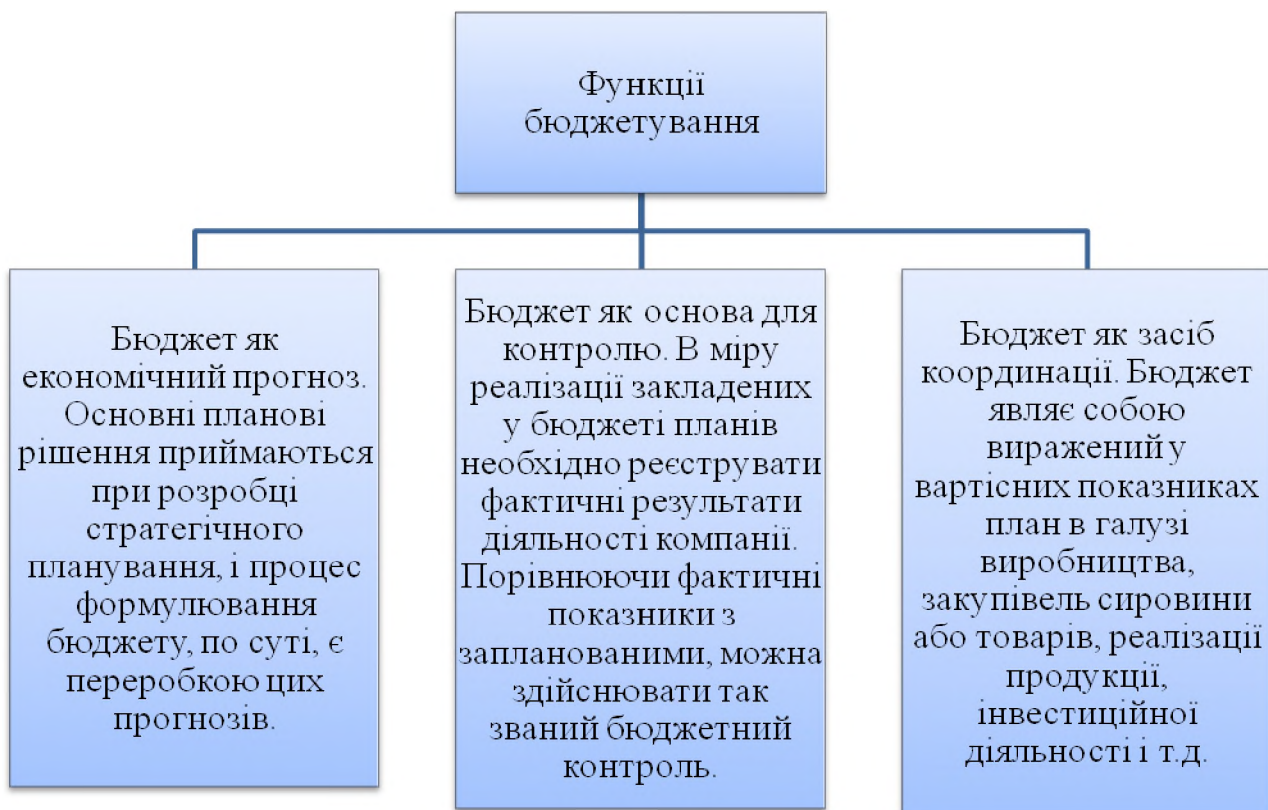 Функції
бюджетування
Бюджет як
економічний прогноз.
Основні планові
рішення приймаються
при розробці
стратегічного
планування, і процес
формулювання
бюджету, по суті, є
переробкою цих
прогнозів.
Бюджет як основа для
контролю. В міру
реалізації закладених
у бюджеті планів
необхідно реєструвати
фактичні результати
діяльності компанії.
Порівнюючи фактичні
показники з
запланованими, можна
здійснювати так
званий бюджетний
контроль.
Бюджет як засіб
координації. Бюджет
являє собою
виражений у
вартісних показниках
план в галузі
виробництва,
закупівель сировини
або товарів, реалізації
продукції,
інвестиційної
діяльності і т.д.